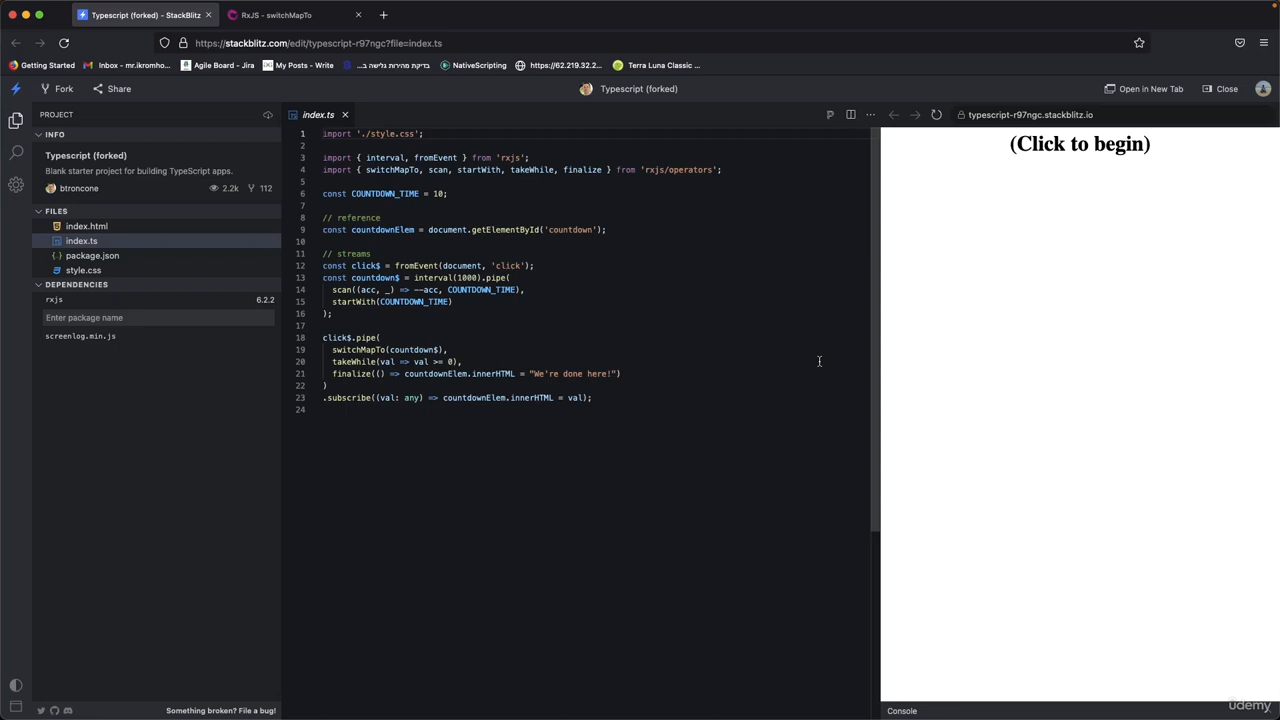 Typescript (forked) - StackBlitz
RxJS - switchMapTo
https://stackblitz.com/edit/typescript-r97ngc?file=index.ts
Getting Started
Inbox - mr.ikromho...
Agile Board - Jira
My Posts - Write
בדיקת מהירות גלישה ב...
NativeScripting
https://62.219.32.2...
Terra Luna Classic ...
Fork
Share
Typescript (forked)
Open in New Tab
Close
PROJECT
index.ts
typescript-r97ngc.stackblitz.io
INFO
Typescript (forked)
Blank starter project for building TypeScript apps.
btroncone
2.2k
112
FILES
index.html
index.ts
package.json
style.css
DEPENDENCIES
rxjs
6.2.2
Enter package name
screenlog.min.js
1 import './style.css';
2
3 import { interval, fromEvent } from 'rxjs';
4 import { switchMapTo, scan, startWith, takeWhile, finalize } from 'rxjs/operators';
5
6 const COUNTDOWN_TIME = 10;
7
8 // reference
9 const countdownElem = document.getElementById('countdown');
10
11 // streams
12 const click$ = fromEvent(document, 'click');
13 const countdown$ = interval(1000).pipe(
14 scan((acc, _) => --acc, COUNTDOWN_TIME),
15 startWith(COUNTDOWN_TIME)
16 );
17
18 click$.pipe(
19 switchMapTo(countdown$),
20 takeWhile(val => val >= 0),
21 finalize(() => countdownElem.innerHTML = "We're done here!")
22 )
23 .subscribe((val: any) => countdownElem.innerHTML = val);
24
(Click to begin)
Something broken? File a bug!
Console
ûdemy